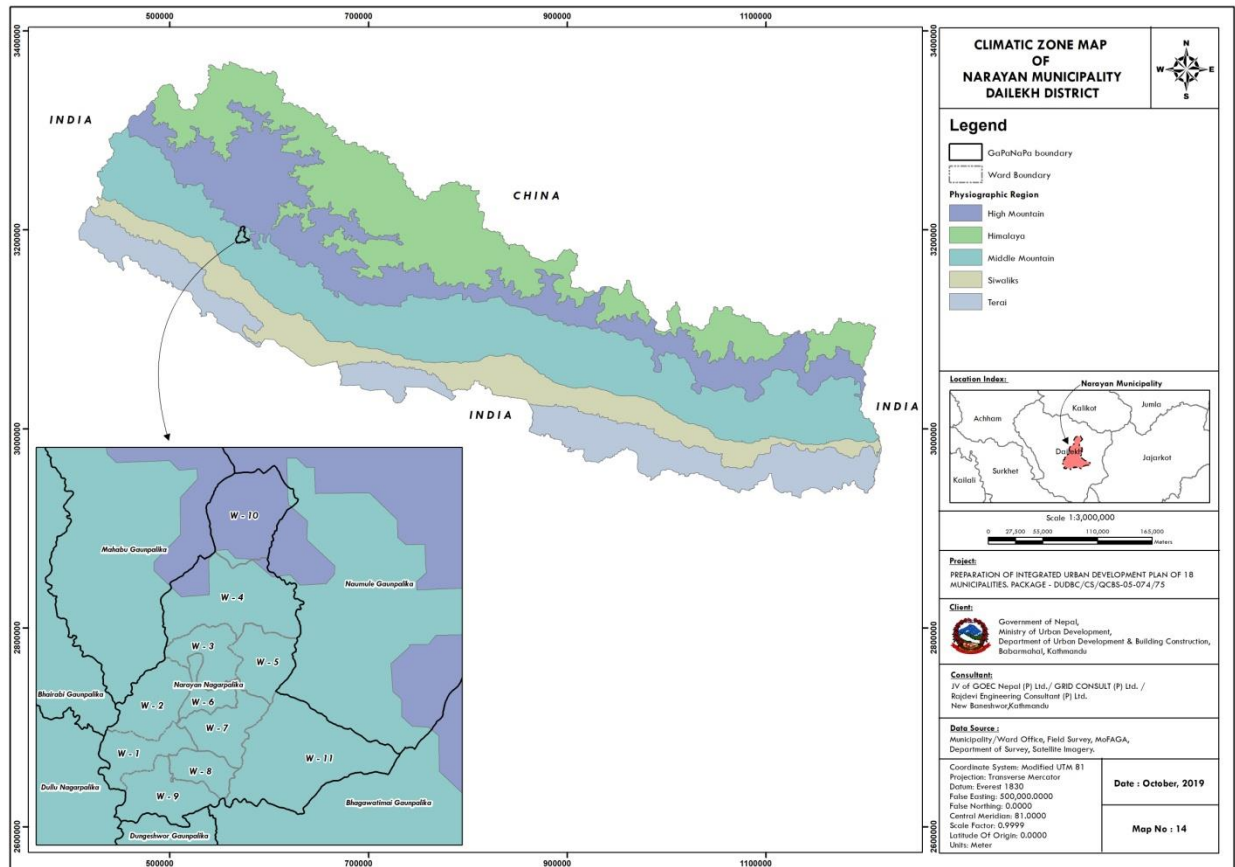 500000 700000 900000 1100000
3400000 3400000
3200000 3200000
3000000 3000000
2800000 2800000
2600000 2600000
INDIA
CHINA
INDIA
INDIA
W - 10
Mahabu Gaunpalika
Naumule Gaunpalika
W - 4
W - 3
W - 5
Bhairabi Gaunpalika
Narayan Nagarpalika
W - 2
W - 6
W - 7
W - 1
W - 11
W - 8
Dullu Nagarpalika
W - 9
Bhagawatimai Gaunpalika
Dungeshwor Gaunpalika
500000 700000 900000 1100000
CLIMATIC ZONE MAP
OF
NARAYAN MUNICIPALITY
DAILEKH DISTRICT
N
W E
S
Legend
GaPaNaPa boundary
Ward Boundary
Physiographic Region
High Mountain
Himalaya
Middle Mountain
Siwaliks
Terai
Location Index:
Narayan Municipality
Achham Kalikot Jumla
Dailekh
Surkhet Jajarkot
Kailali
Scale 1:3,000,000
0 27,500 55,000 110,000 165,000
Meters
Project:
PREPARATION OF INTEGRATED URBAN DEVELOPMENT PLAN OF 18
MUNICIPALITIES. PACKAGE - DUDBC/CS/QCBS-05-074/75
Client:
Government of Nepal,
Ministry of Urban Development,
Department of Urban Development & Building Construction,
Babarmahal, Kathmandu
Consultant:
JV of GOEC Nepal (P) Ltd./ GRID CONSULT (P) Ltd. /
Rajdevi Engineering Consultant (P) Ltd.
New Baneshwor,Kathmandu
Data Source :
Municipality/Ward Office, Field Survey, MoFAGA,
Department of Survey, Satellite Imagery.
Coordinate System: Modified UTM 81
Projection: Transverse Mercator
Datum: Everest 1830
False Easting: 500,000.0000
False Northing: 0.0000
Central Meridian: 81.0000
Scale Factor: 0.9999
Latitude Of Origin: 0.0000
Units: Meter
Date : October, 2019
Map No : 14